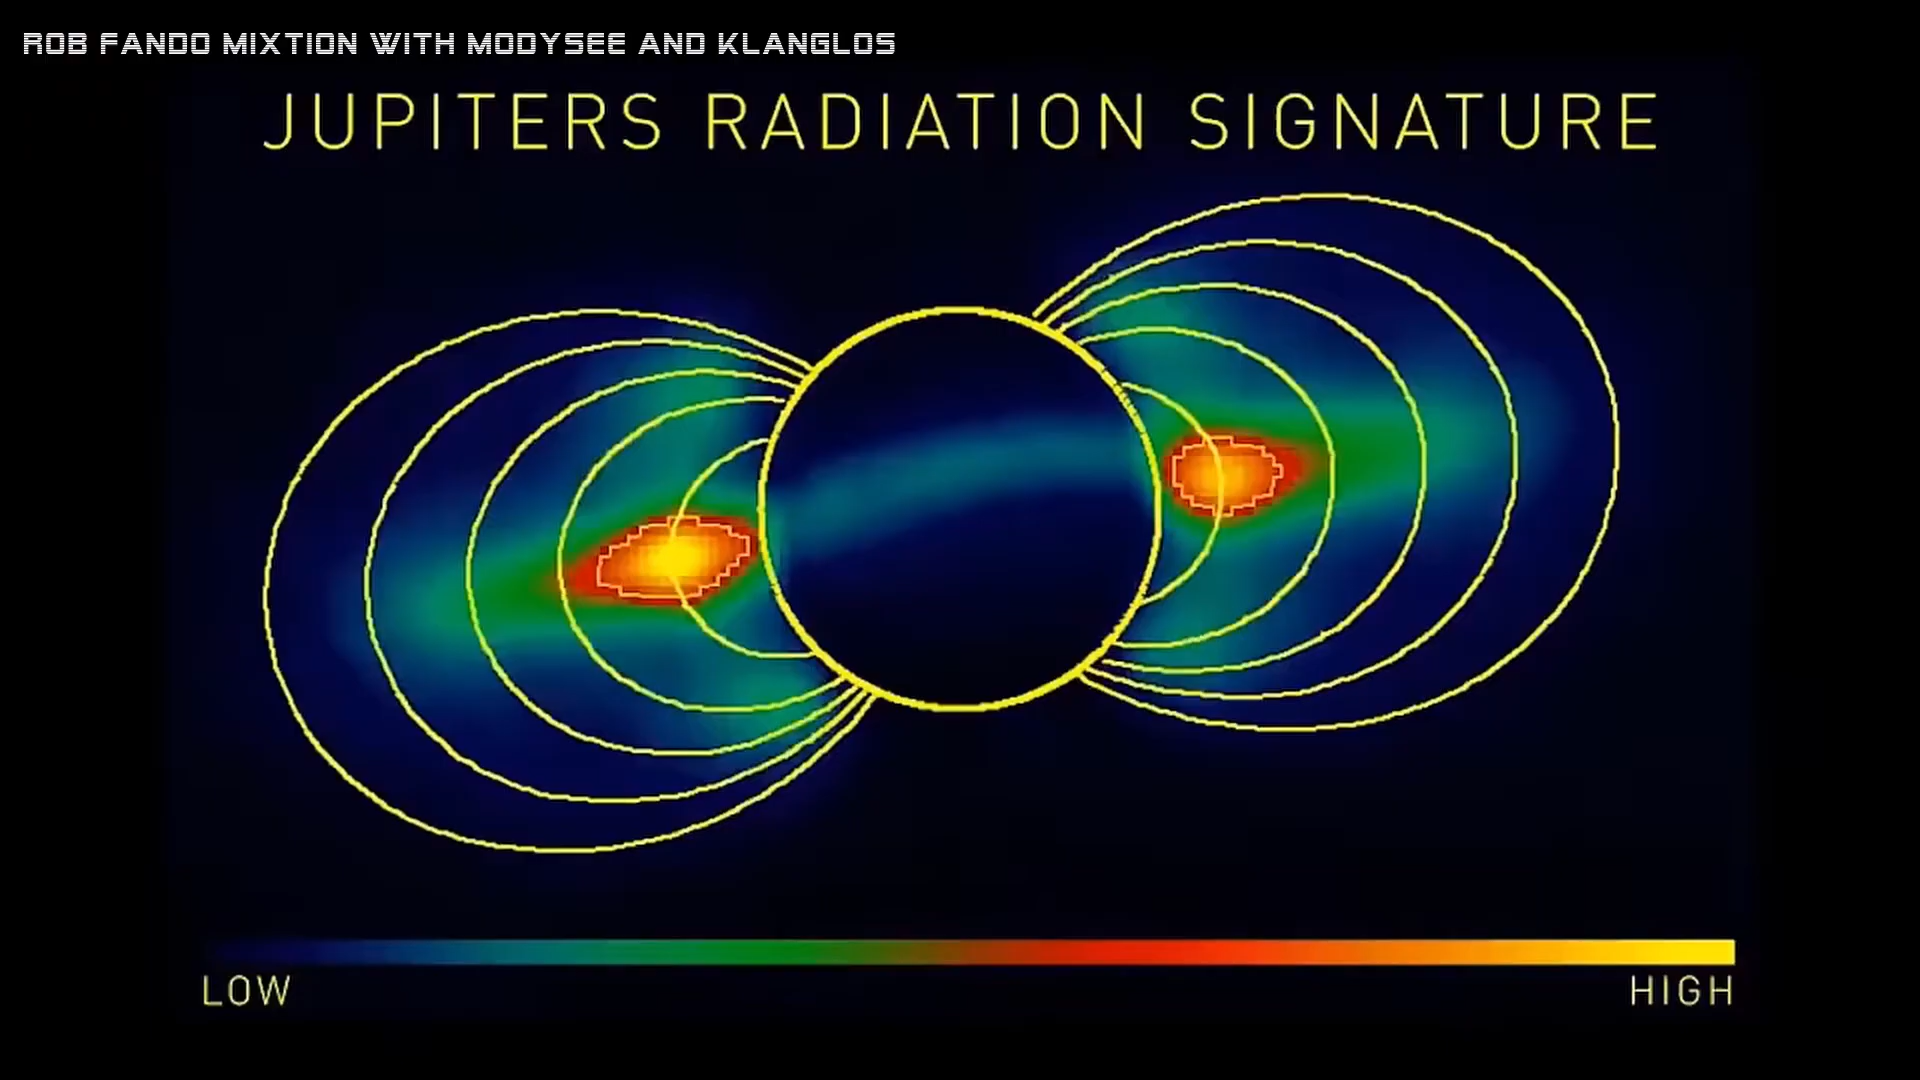 ROB FANDO MIXTION WITH MODYSEE AND KLANGLOS
JUPITERS RADIATION SIGNATURE
LOW
HIGH